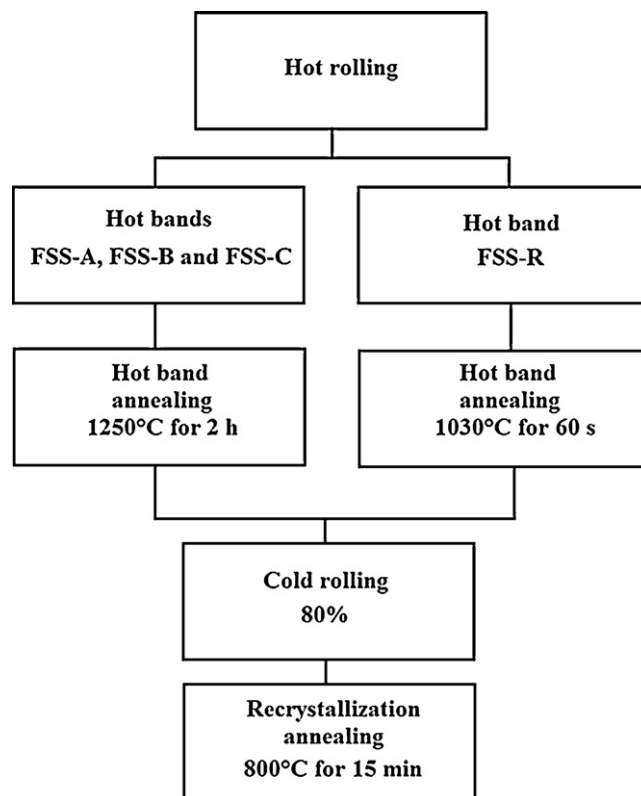 Hot rolling
Hot bands
FSS-A, FSS-B and FSS-C
Hot band
FSS-R
Hot band
annealing
1250°C for 2 h
Hot band
annealing
1030°C for 60 s
Cold rolling
80%
Recrystallization
annealing
800°C for 15 min